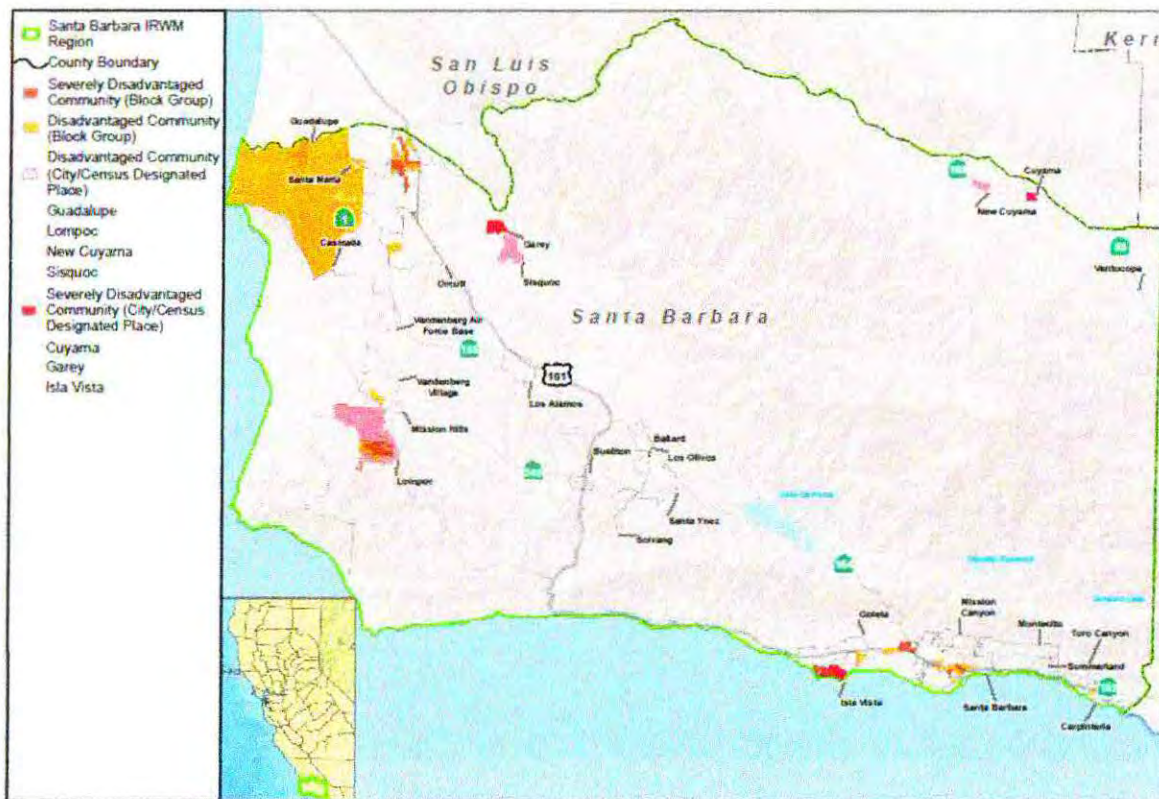 Santa Barbara IRWM
Region
County Boundary
Severely Disadvantaged
Community (Block Group)
Disadvantaged Community
(Block Group)
Disadvantaged Community
(City/Census Designated
Place)
Guadalupe
Lompoc
New Cuyama
Sisquoc
Severely Disadvantaged
Community (City/Census
Designated Place)
Cuyama
Garey
Isla Vista
Kern
San Luis
Obispo
Guadalupe
Santa Maria
1
Casmalia
Cuyama
New Cuyama
Ventucopa
Garey
Sisquoc
Orcutt
Santa Barbara
Vandenberg Air
Force Base
101
Vandenberg
Village
Los Alamos
Mission Hills
Ballard
Buellton
Los Olivos
Lompoc
Santa Ynez
Solvang
Mission
Canyon
Goleta
Montecito
Toro Canyon
Summerland
Isla Vista
Santa Barbara
Carpinteria